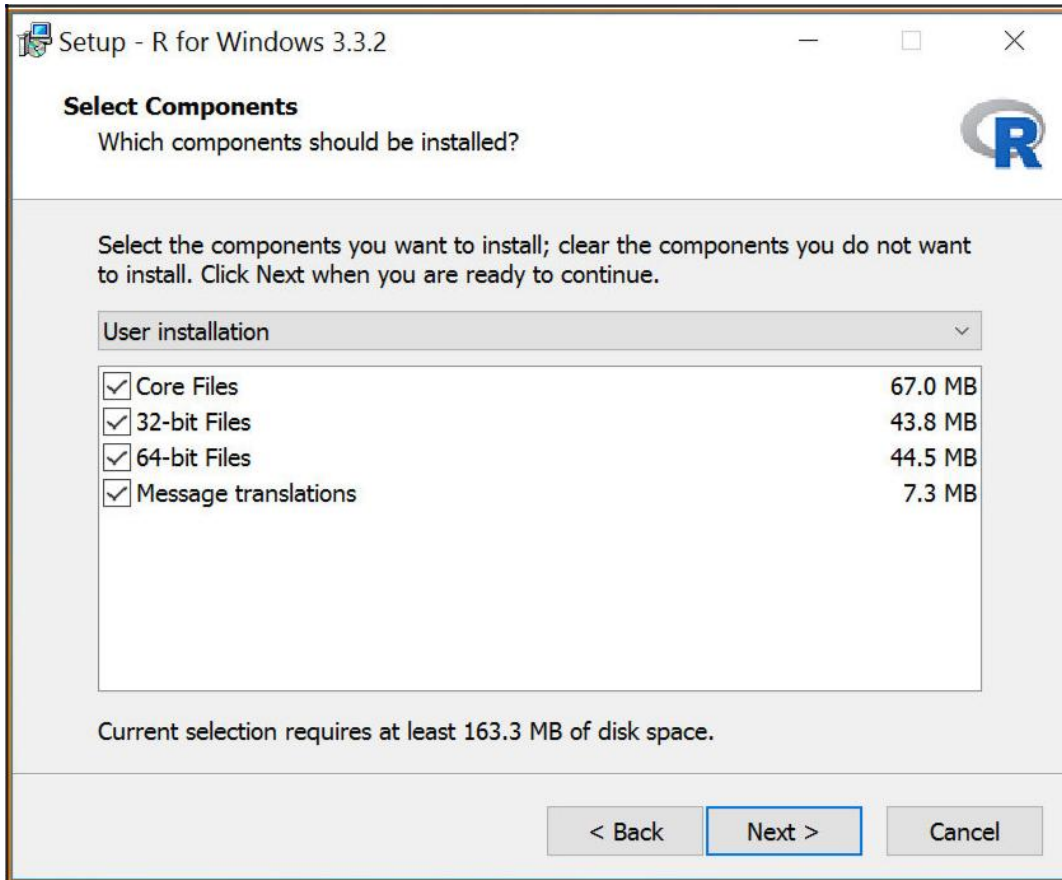 Setup - R for Windows 3.3.2
Select Components
Which components should be installed?
R
Select the components you want to install; clear the components you do not want
to install. Click Next when you are ready to continue.
User installation
Core Files 67.0 MB
32-bit Files 43.8 MB
64-bit Files 44.5 MB
Message translations 7.3 MB
Current selection requires at least 163.3 MB of disk space.
< Back Next > Cancel